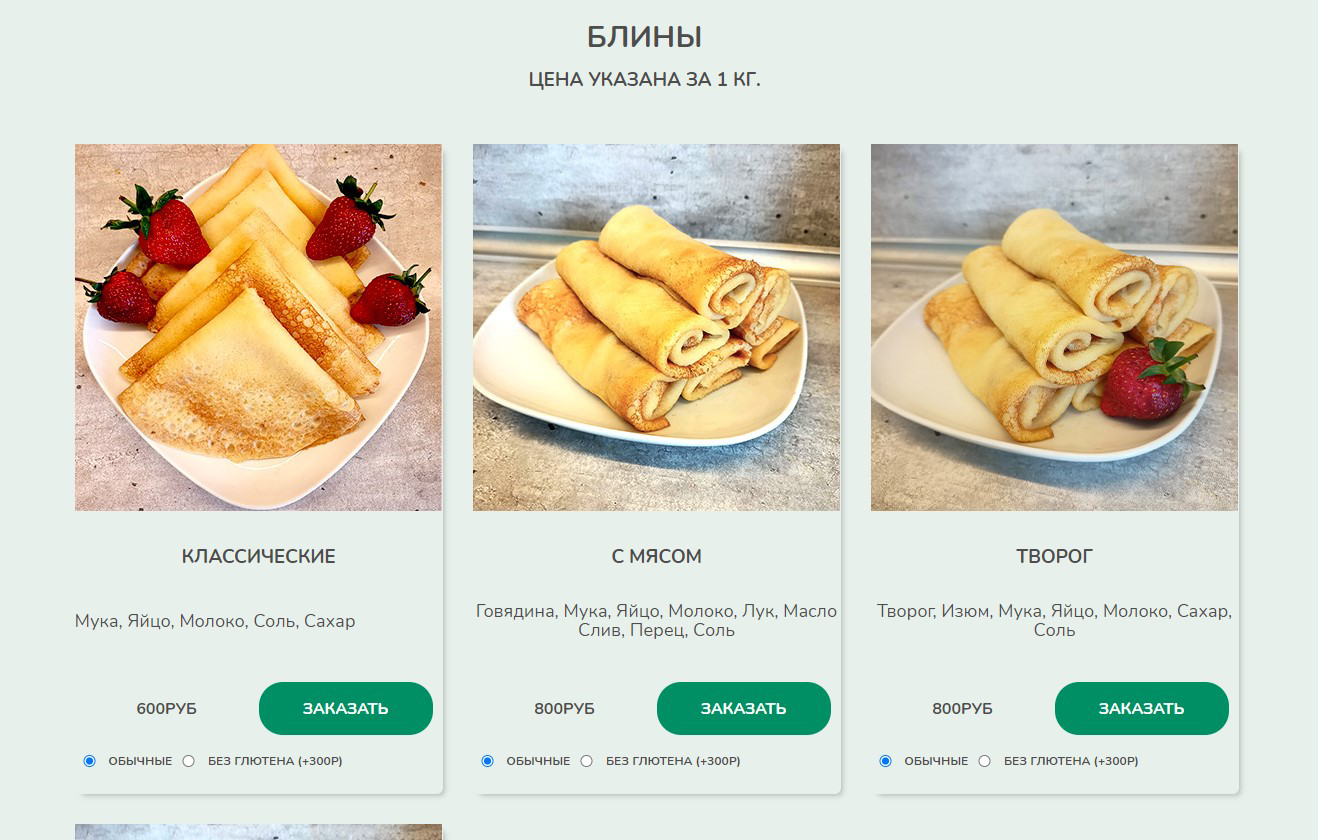 БЛИНЫ
ЦЕНА УКАЗАНА ЗА 1 КГ.
КЛАССИЧЕСКИЕ
Мука, Яйцо, Молоко, Соль, Сахар
600РУБ
ЗАКАЗАТЬ
ОБЫЧНЫЕ
БЕЗ ГЛЮТЕНА (+300Р)
С МЯСОМ
Говядина, Мука, Яйцо, Молоко, Лук, Масло
Слив, Перец, Соль
800РУБ
ЗАКАЗАТЬ
ОБЫЧНЫЕ
БЕЗ ГЛЮТЕНА (+300Р)
ТВОРОГ
Творог, Изюм, Мука, Яйцо, Молоко, Сахар,
Соль
800РУБ
ЗАКАЗАТЬ
ОБЫЧНЫЕ
БЕЗ ГЛЮТЕНА (+300Р)